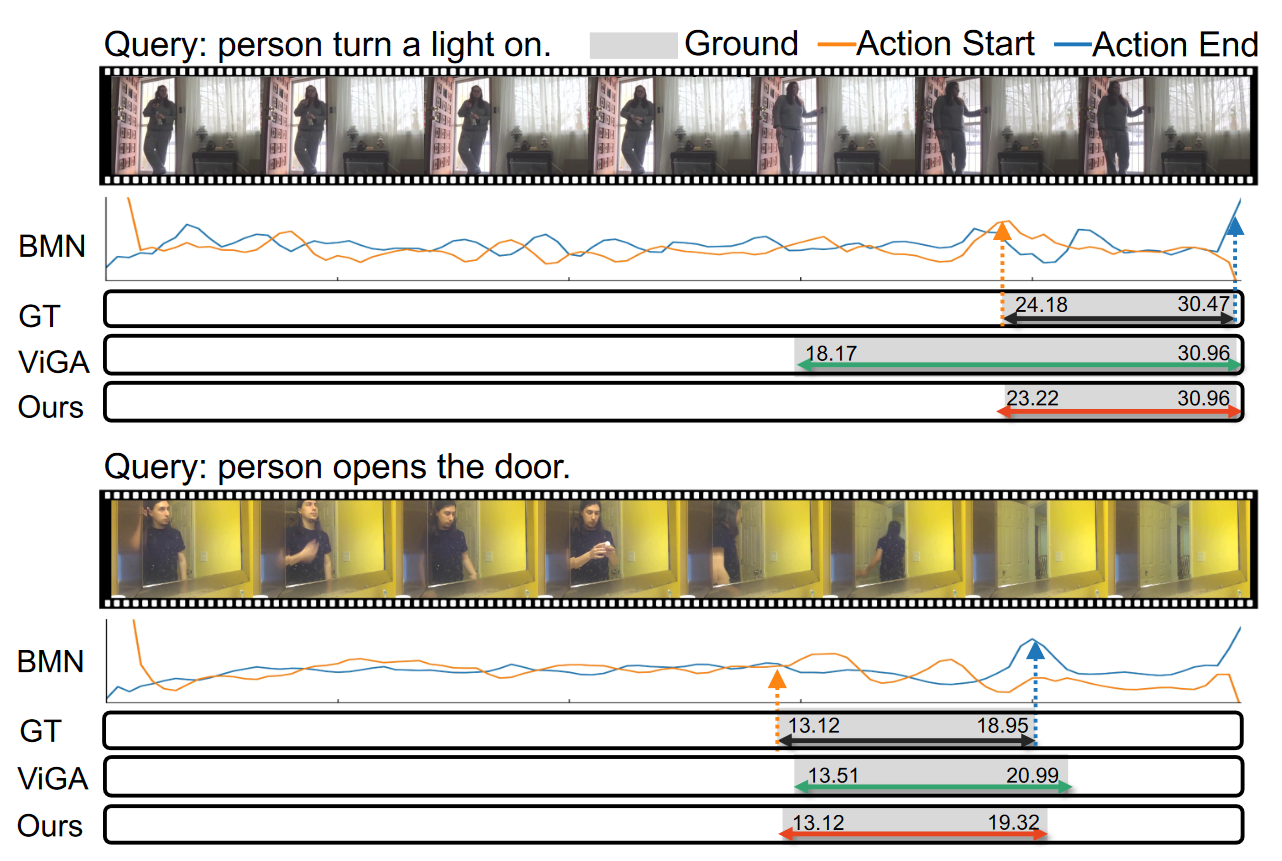 Query: person turn a light on. Ground Action Start Action End
BMN
GT 24.18 30.47
ViGA 18.17 30.96
Ours 23.22 30.96
Query: person opens the door.
BMN
GT 13.12 18.95
ViGA 13.51 20.99
Ours 13.12 19.32